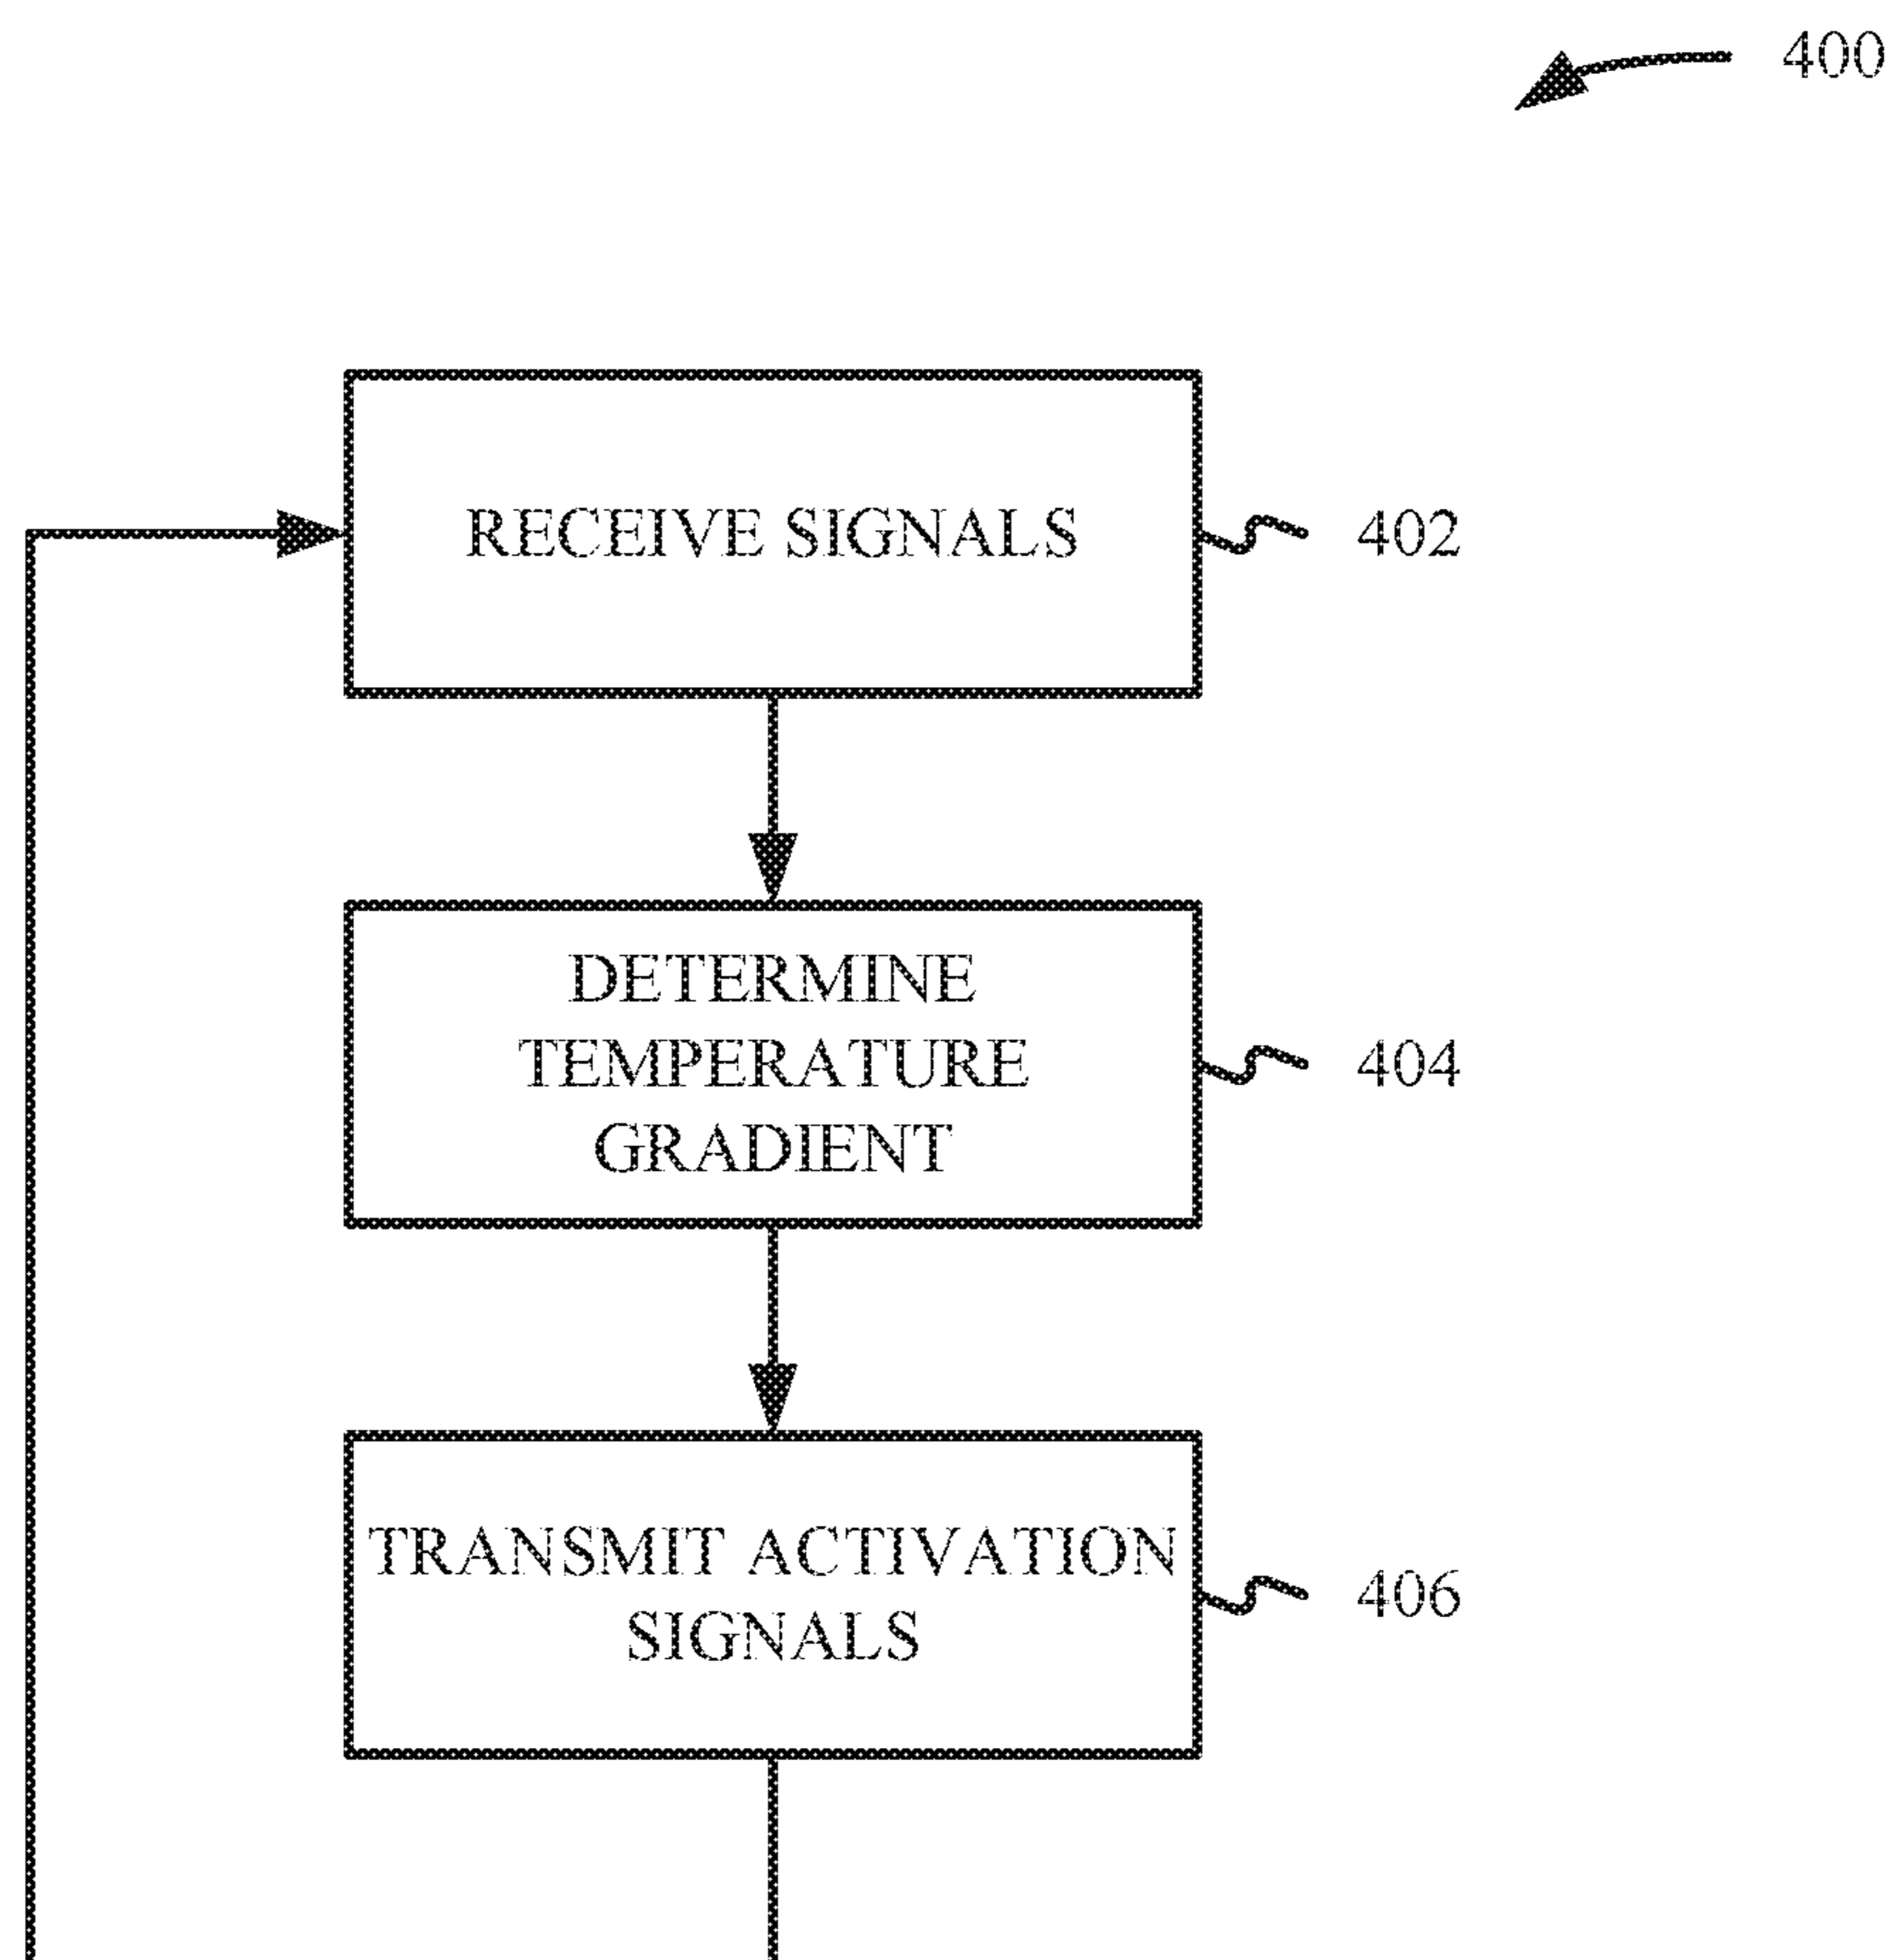 400
RECEIVE SIGNALS
402
DETERMINE
TEMPERATURE
GRADIENT
404
TRANSMIT ACTIVATION
SIGNALS
406